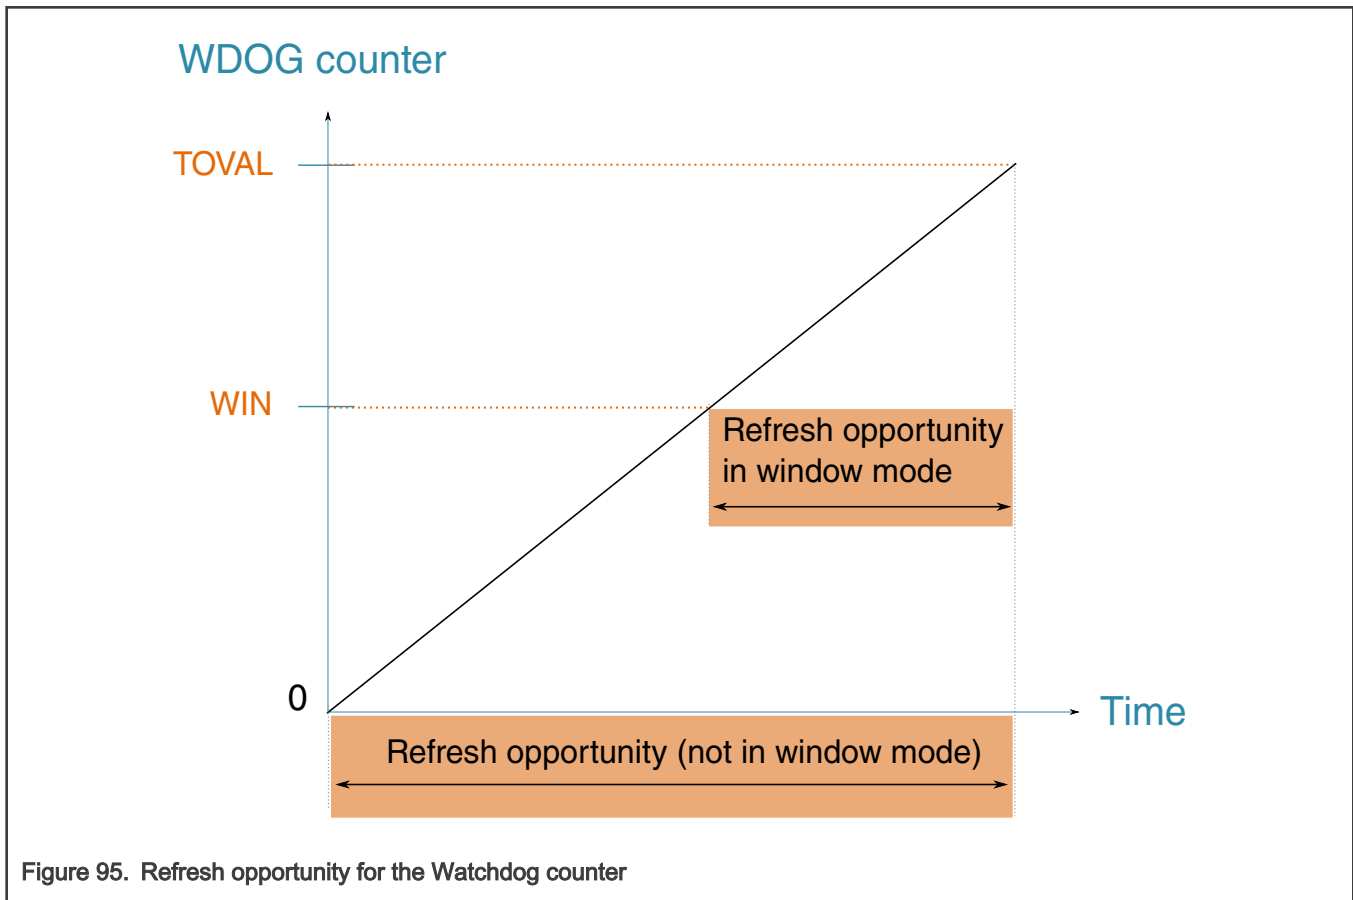 WDOG counter
TOVAL
WIN
Refresh opportunity
in window mode
0
Time
Refresh opportunity (not in window mode)
Figure 95. Refresh opportunity for the Watchdog counter